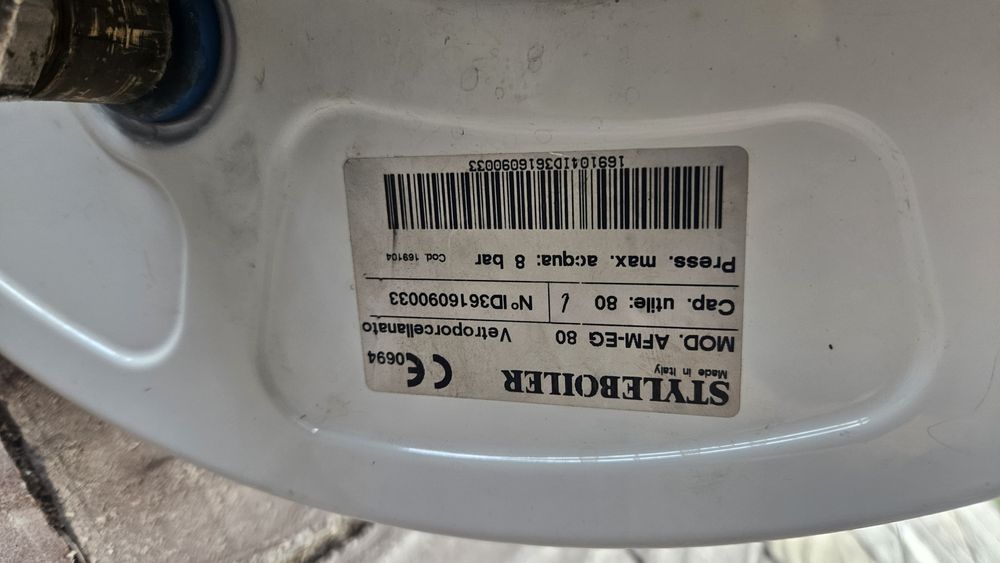 STYLEBOILER
Made in Italy
CE 0694
MOD. AFM-EG 80 Vetroporcellanato
Cap. utile: 80 l N° ID3616090033
Press. max. acqua: 8 bar Cod. 169104
169104ID3616090033